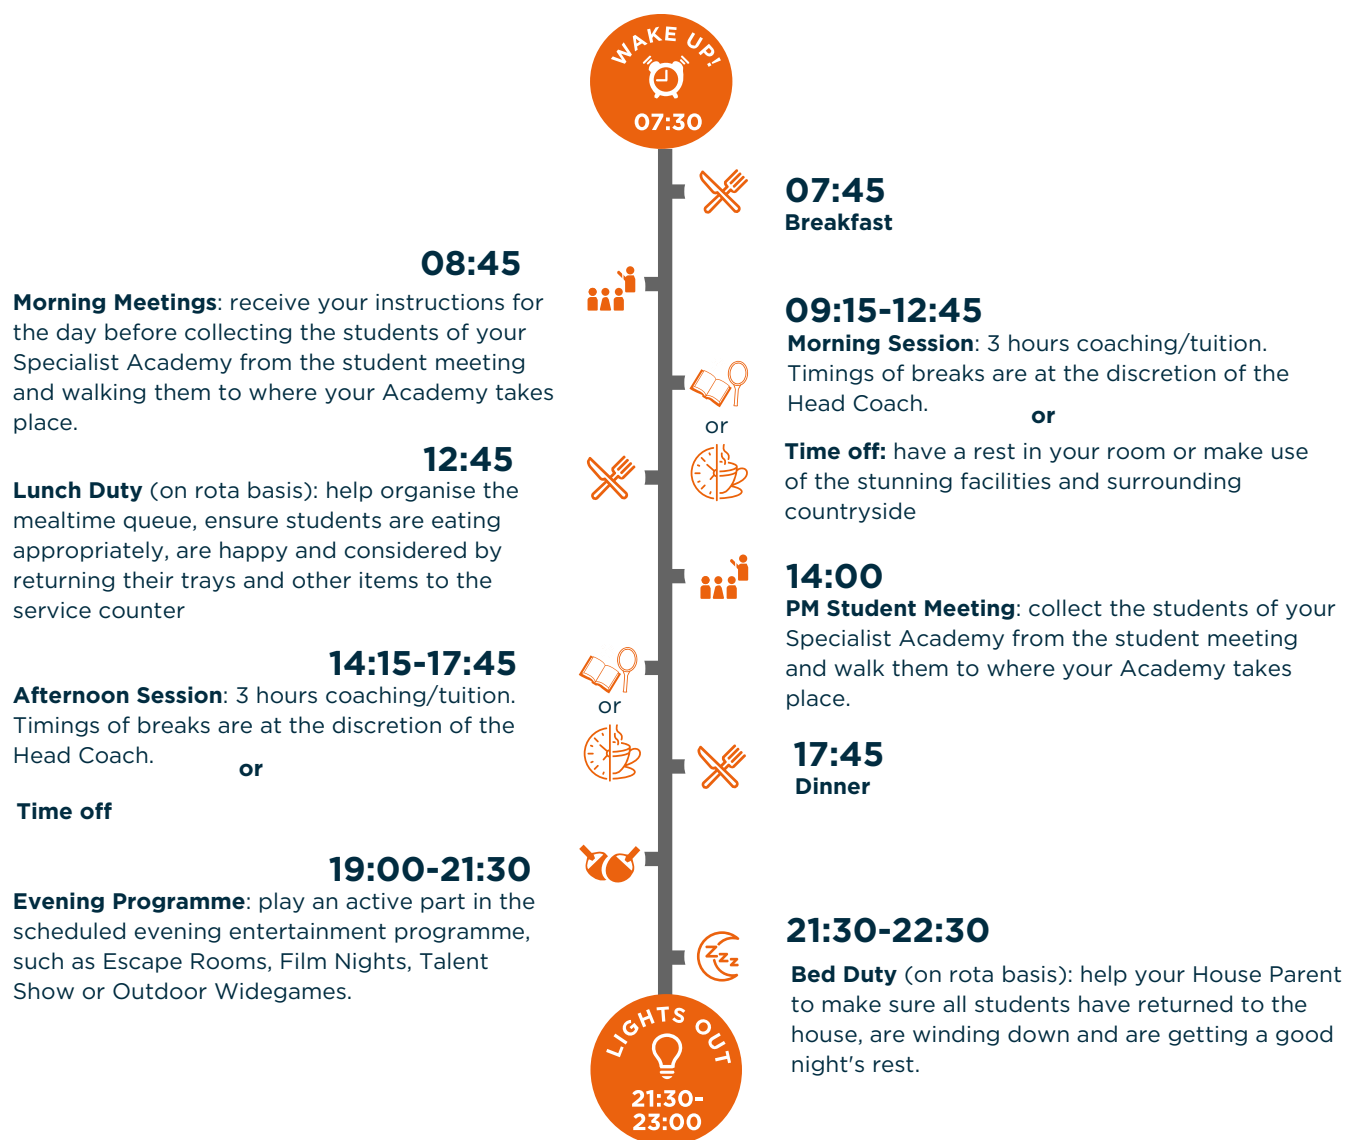 WAKE UP!
07:30
07:45
Breakfast
08:45
Morning Meetings: receive your instructions for
the day before collecting the students of your
Specialist Academy from the student meeting
and walking them to where your Academy takes
place.
09:15-12:45
Morning Session: 3 hours coaching/tuition.
Timings of breaks are at the discretion of the
Head Coach.
or
or
Time off: have a rest in your room or make use
of the stunning facilities and surrounding
countryside
12:45
Lunch Duty (on rota basis): help organise the
mealtime queue, ensure students are eating
appropriately, are happy and considered by
returning their trays and other items to the
service counter
14:00
PM Student Meeting: collect the students of your
Specialist Academy from the student meeting
and walk them to where your Academy takes
place.
14:15-17:45
Afternoon Session: 3 hours coaching/tuition.
Timings of breaks are at the discretion of the
Head Coach.
or
or
Time off
17:45
Dinner
19:00-21:30
Evening Programme: play an active part in the
scheduled evening entertainment programme,
such as Escape Rooms, Film Nights, Talent
Show or Outdoor Widegames.
21:30-22:30
Bed Duty (on rota basis): help your House Parent
to make sure all students have returned to the
house, are winding down and are getting a good
night's rest.
zzz
LIGHTS OUT
21:30-
23:00